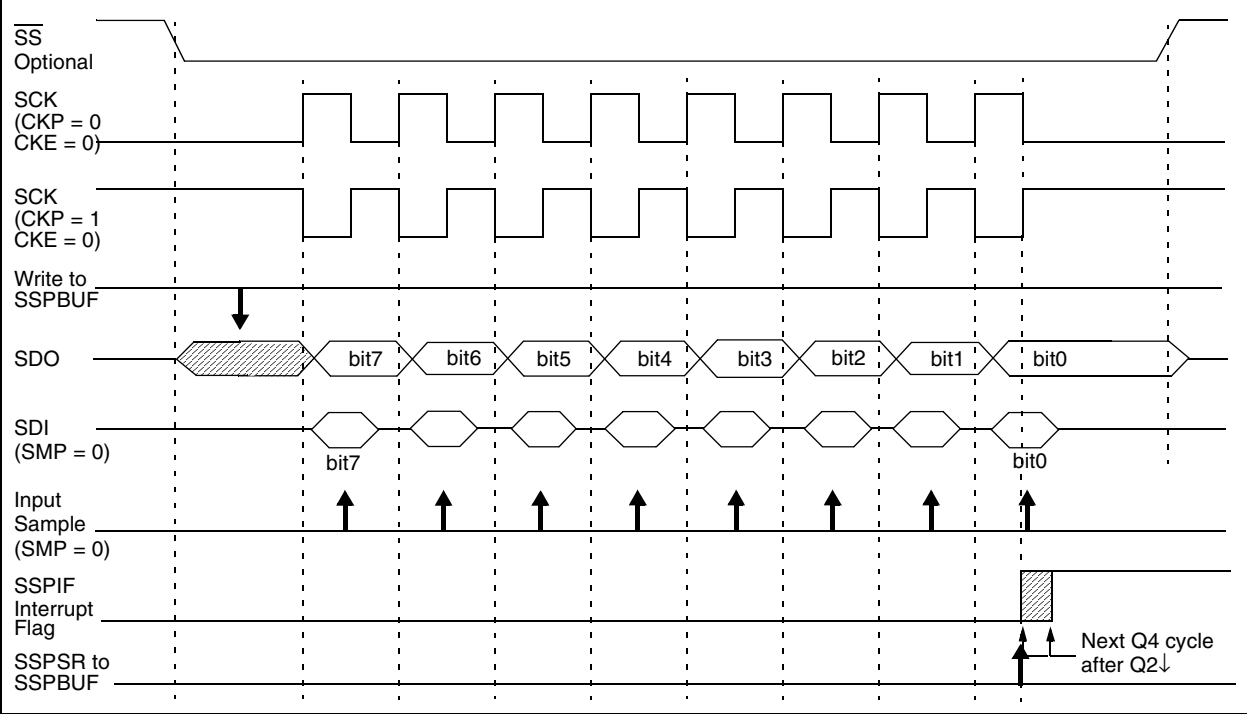 SS
Optional
SCK
(CKP = 0
CKE = 0)
SCK
(CKP = 1
CKE = 0)
Write to
SSPBUF
SDO
bit7 bit6 bit5 bit4 bit3 bit2 bit1 bit0
SDI
(SMP = 0)
bit7 bit0
Input
Sample
(SMP = 0)
SSPIF
Interrupt
Flag
Next Q4 cycle
after Q2↓
SSPSR to
SSPBUF